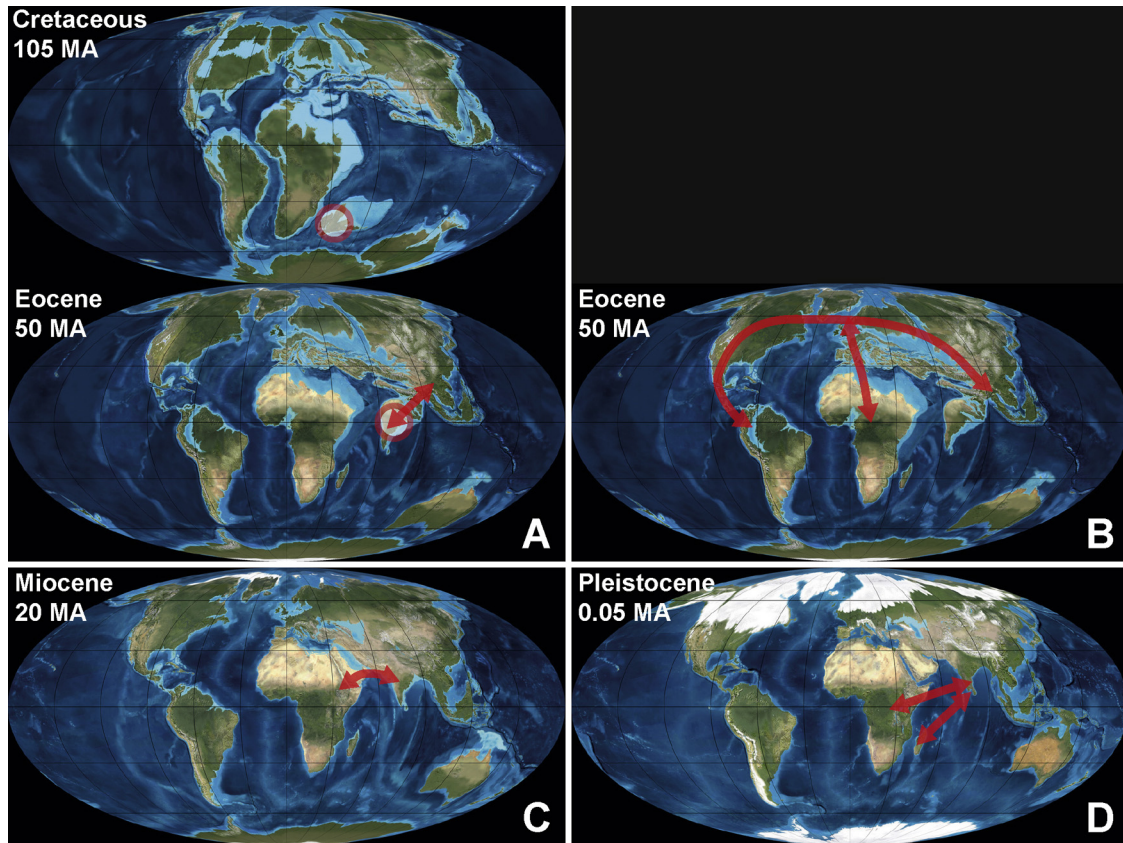 Cretaceous
105 MA
Eocene
50 MA
A
Eocene
50 MA
B
Miocene
20 MA
C
Pleistocene
0.05 MA
D